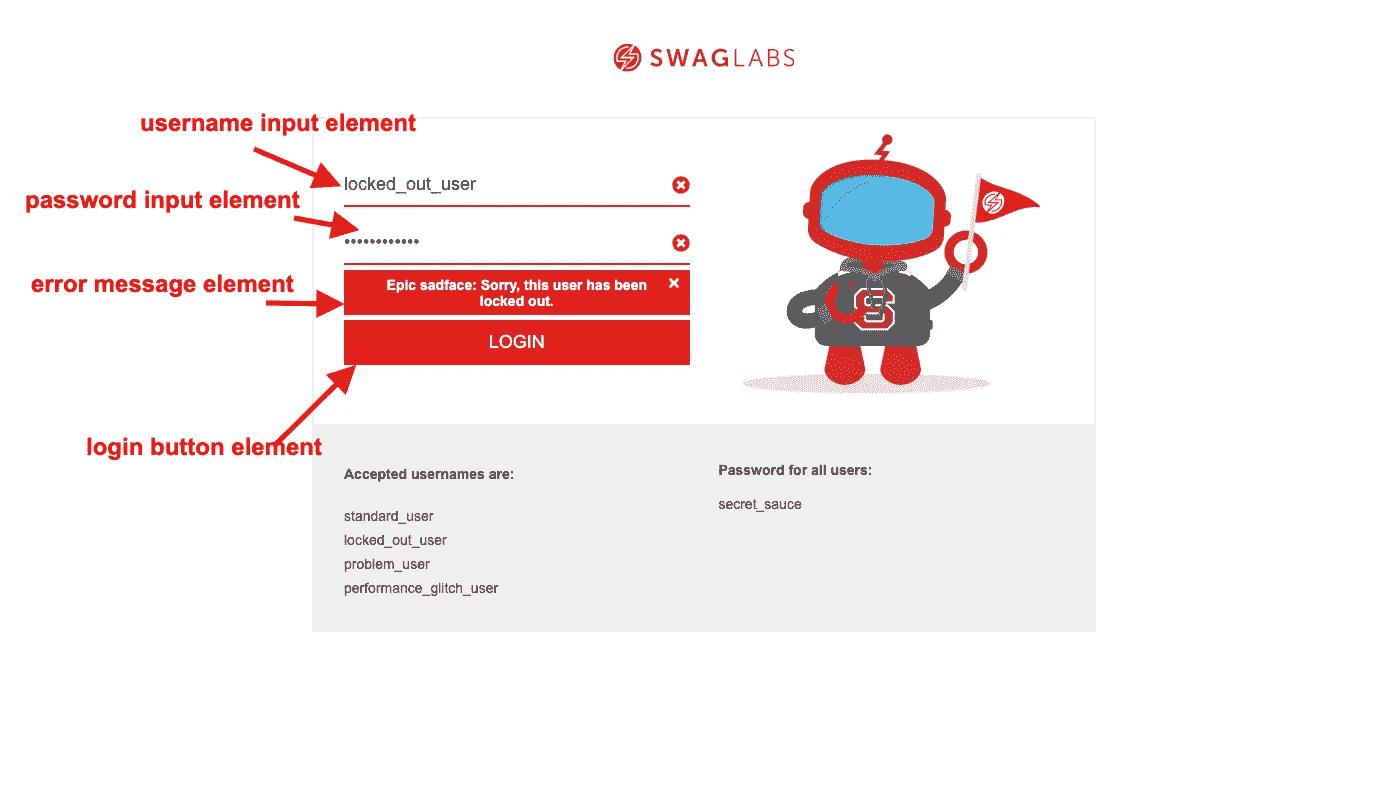 SWAGLABS
username input element
locked_out_user
password input element
••••••••••••
error message element
Epic sadface: Sorry, this user has been
locked out.
LOGIN
login button element
Accepted usernames are:
standard_user
locked_out_user
problem_user
performance_glitch_user
Password for all users:
secret_sauce
S